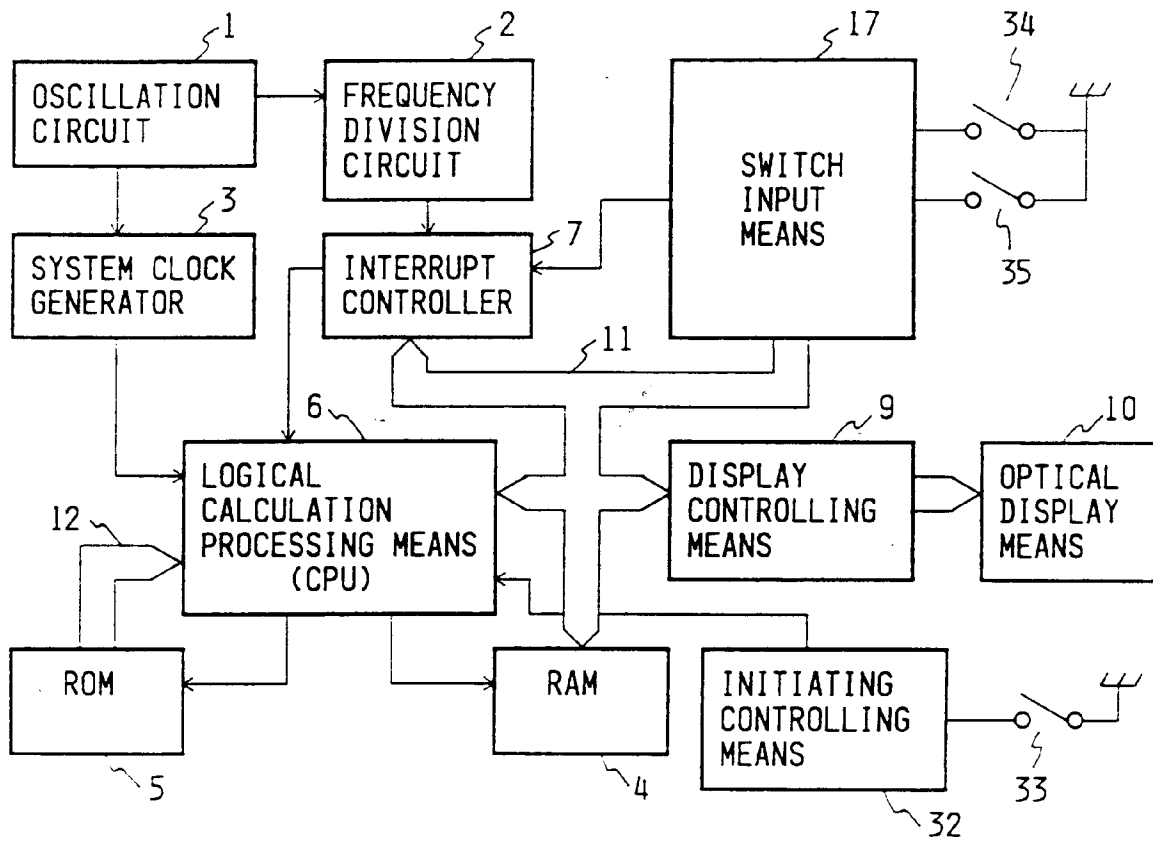 1
2
17
34
OSCILLATION
CIRCUIT
FREQUENCY
DIVISION
CIRCUIT
SWITCH
INPUT
MEANS
35
3
7
SYSTEM CLOCK
GENERATOR
INTERRUPT
CONTROLLER
11
6
9
10
LOGICAL
CALCULATION
PROCESSING MEANS
(CPU)
DISPLAY
CONTROLLING
MEANS
OPTICAL
DISPLAY
MEANS
12
ROM
RAM
INITIATING
CONTROLLING
MEANS
5
4
33
32